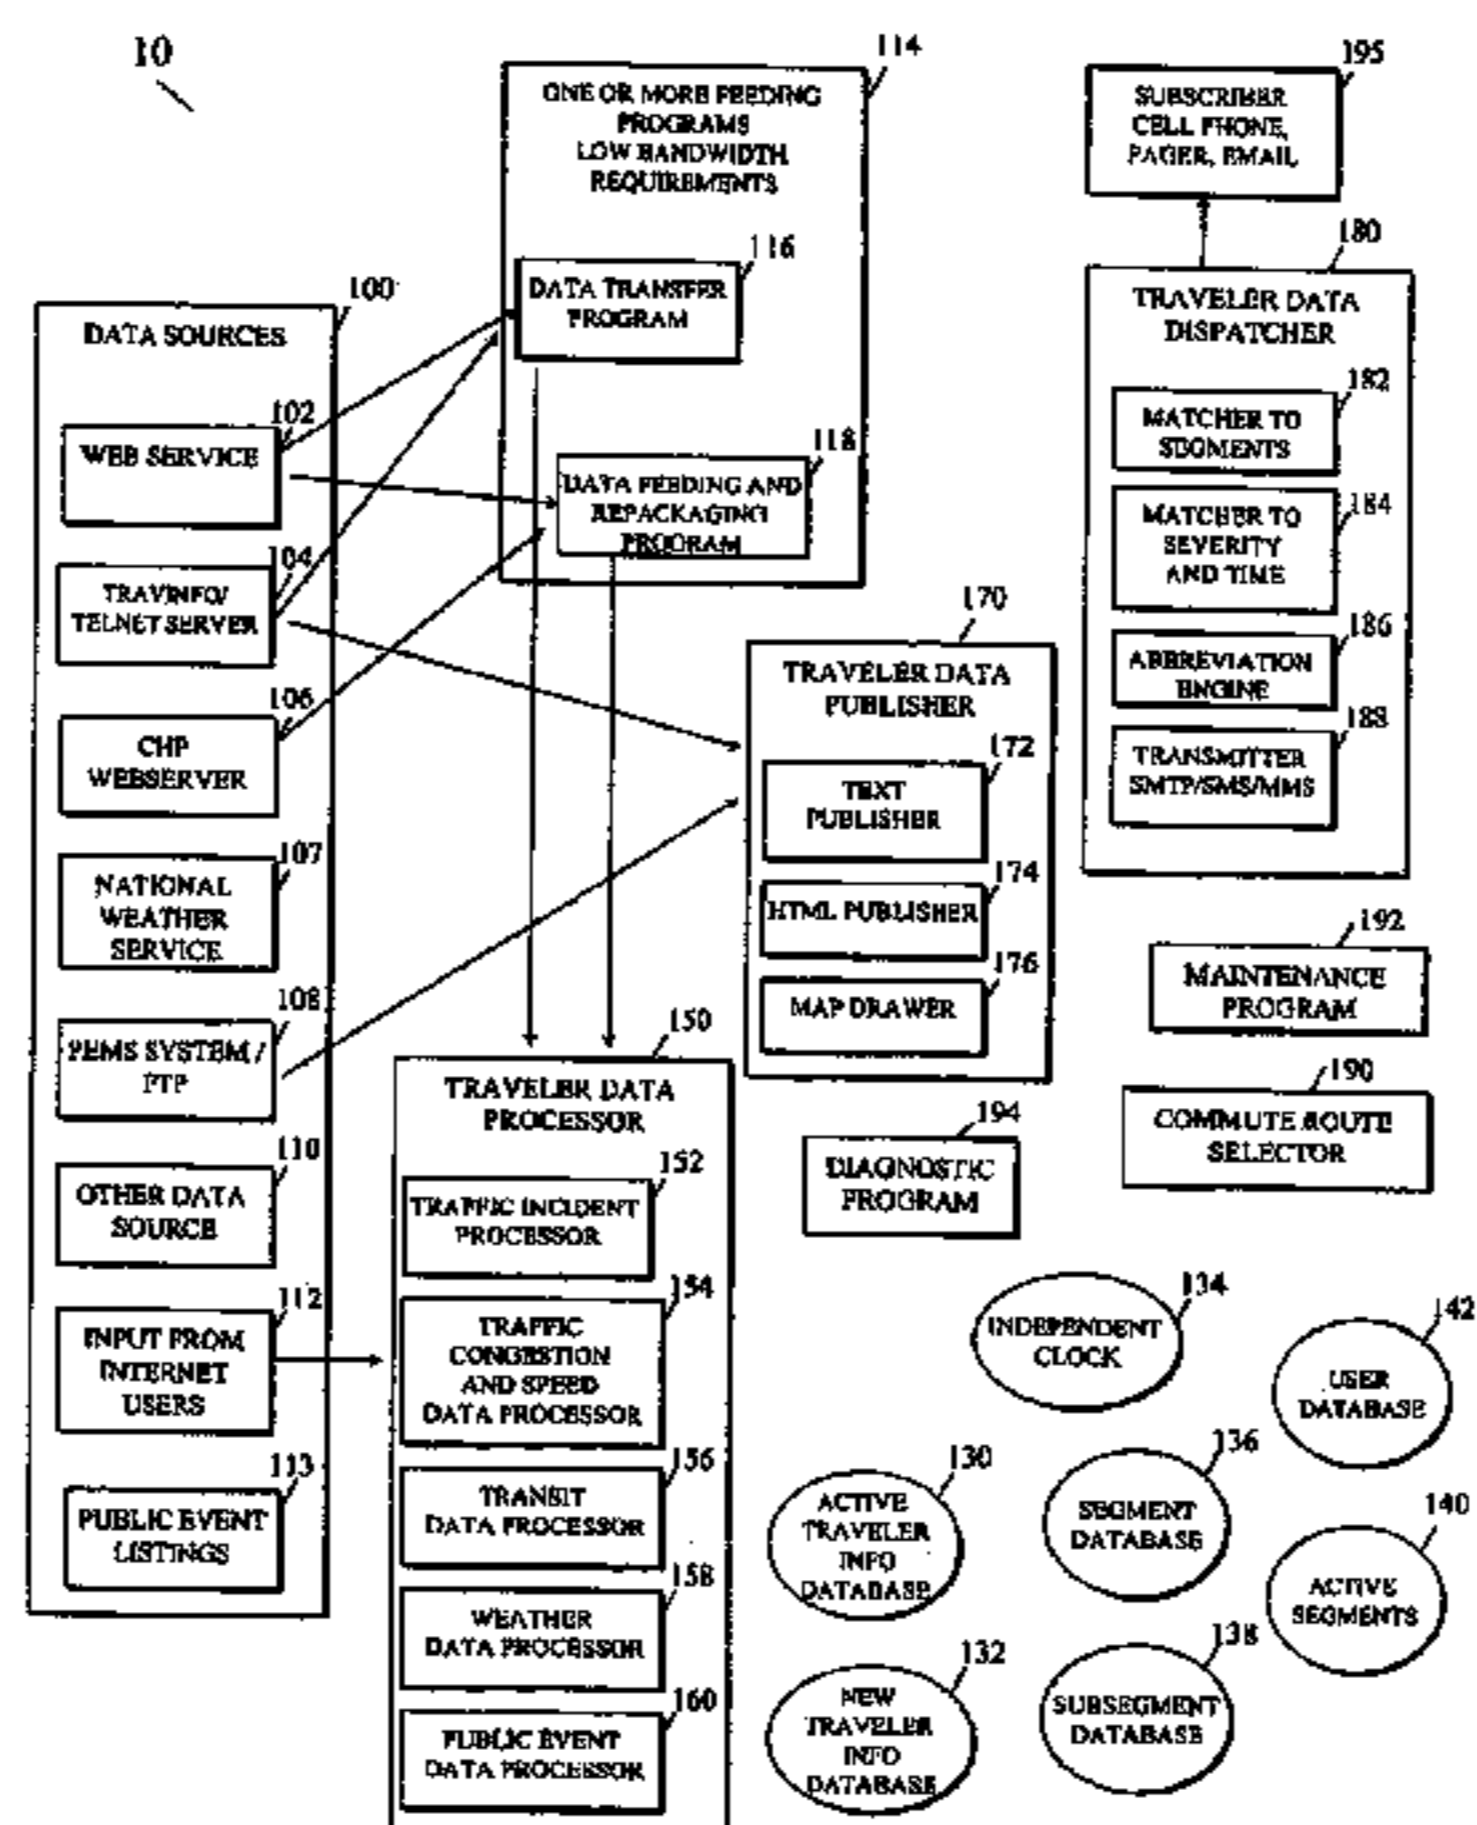 10
114
ONE OR MORE FEEDING
PROGRAMS
LOW BANDWIDTH
REQUIREMENTS
116
DATA TRANSFER
PROGRAM
118
DATA FEEDING AND
REPACKAGING
PROGRAM
195
SUBSCRIBER
CELL PHONE,
PAGER, EMAIL
180
TRAVELER DATA
DISPATCHER
182
MATCHER TO
SEGMENTS
184
MATCHER TO
SEVERITY
AND TIME
186
ABBREVIATION
ENGINE
188
TRANSMITTER
SMTP/SMS/MMS
100
DATA SOURCES
102
WEB SERVICE
104
TRAVINFO/
TELNET SERVER
106
CHP
WEBSERVER
107
NATIONAL
WEATHER
SERVICE
108
PEMS SYSTEM /
FTP
110
OTHER DATA
SOURCE
112
INPUT FROM
INTERNET
USERS
113
PUBLIC EVENT
LISTINGS
170
TRAVELER DATA
PUBLISHER
172
TEXT
PUBLISHER
174
HTML PUBLISHER
176
MAP DRAWER
192
MAINTENANCE
PROGRAM
190
COMMUTE ROUTE
SELECTOR
194
DIAGNOSTIC
PROGRAM
150
TRAVELER DATA
PROCESSOR
152
TRAFFIC INCIDENT
PROCESSOR
154
TRAFFIC
CONGESTION
AND SPEED
DATA PROCESSOR
156
TRANSIT
DATA PROCESSOR
158
WEATHER
DATA PROCESSOR
160
PUBLIC EVENT
DATA PROCESSOR
134
INDEPENDENT
CLOCK
142
USER
DATABASE
130
ACTIVE
TRAVELER
INFO
DATABASE
136
SEGMENT
DATABASE
140
ACTIVE
SEGMENTS
132
NEW
TRAVELER
INFO
DATABASE
138
SUBSEGMENT
DATABASE